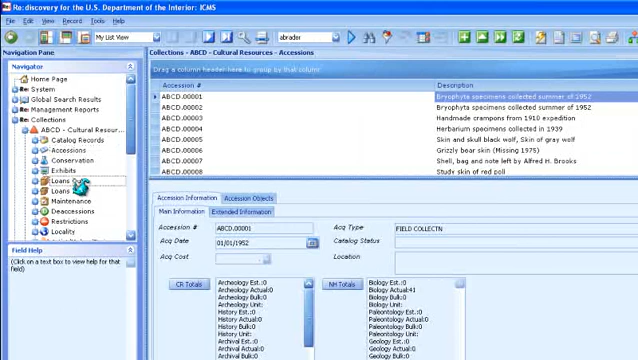 Re:discovery for the U.S. Department of the Interior: ICMS
File Edit View Record Tools Help
My List View abrader
Navigation Pane
Collections - ABCD - Cultural Resources - Accessions
Navigator
Drag a column header here to group by that column
Home Page
System
Global Search Results
Management Reports
Collections
ABCD - Cultural Resour...
Catalog Records
Accessions
Conservation
Exhibits
Loans
Loans
Maintenance
Deaccessions
Restrictions
Locality
Accession # Description
ABCD.00001 Bryophyta specimens collected summer of 1952
ABCD.00002 Bryophyta specimens collected summer of 1952
ABCD.00003 Handmade crampons from 1910 expedition
ABCD.00004 Herbarium specimen collected in 1939
ABCD.00005 Skin and skull black wolf, Skin of gray wolf
ABCD.00006 Grizzly bear skin (Missing 1975)
ABCD.00007 Shell, bag and note left by Alfred H. Brooks
ABCD.00008 Study skin of red poll
Field Help
(Click on a text box to view help for that field)
Accession Information Accession Objects
Main Information Extended Information
Accession # ABCD.00001 Acq Type FIELD COLLECTN
Acq Date 01/01/1952 Catalog Status
Acq Cost Location
CR Totals
Archeology Est.:0
Archeology Actual:0
Archeology Bulk:0
Archeology Unit:
History Est.:0
History Actual:0
History Bulk:0
History Unit:
Archival Est.:0
Archival Actual:0
Archival Bulk:0
NH Totals
Biology Est.:0
Biology Actual:41
Biology Bulk:0
Biology Unit:
Paleontology Est.:0
Paleontology Actual:0
Paleontology Bulk:0
Paleontology Unit:
Geology Est.:0
Geology Actual:0
Geology Bulk:0